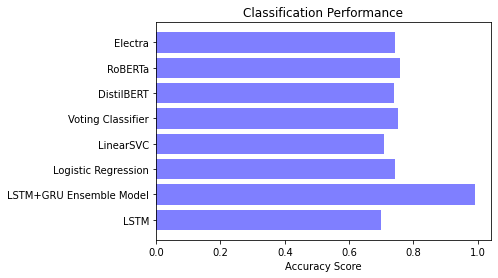 Classification Performance
Electra
RoBERTa
DistilBERT
Voting Classifier
LinearSVC
Logistic Regression
LSTM+GRU Ensemble Model
LSTM
0.0 0.2 0.4 0.6 0.8 1.0
Accuracy Score